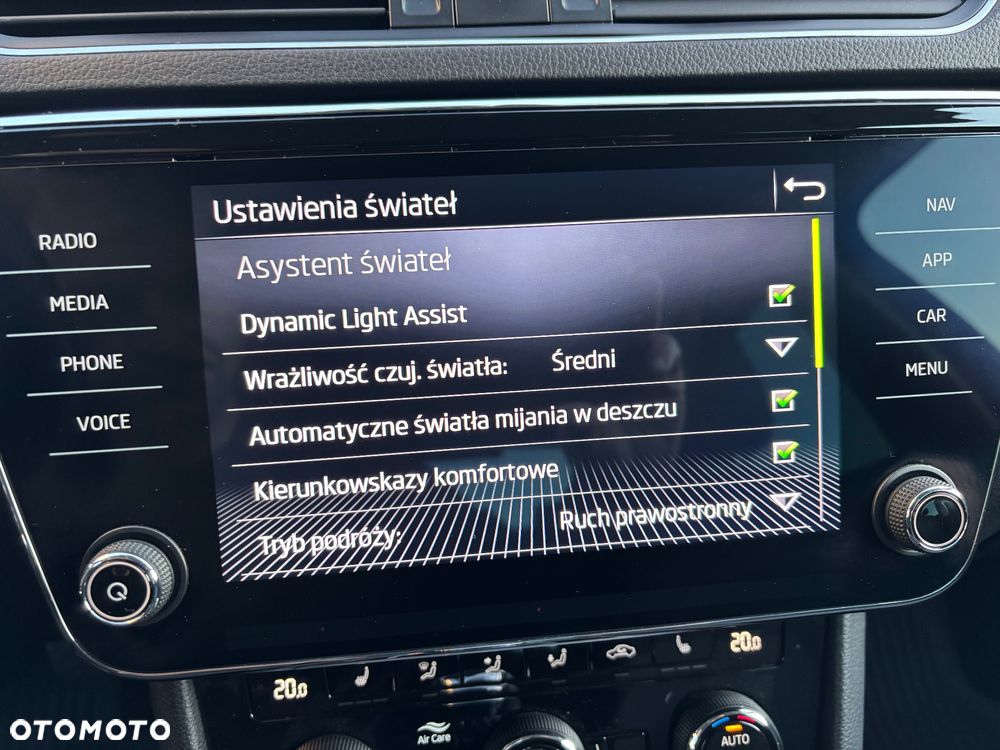 Ustawienia świateł
Asystent świateł
Dynamic Light Assist
Wrażliwość czuj. światła: Średni
Automatyczne światła mijania w deszczu
Kierunkowskazy komfortowe
Tryb podróży: Ruch prawostronny
RADIO
MEDIA
PHONE
VOICE
NAV
APP
CAR
MENU
20.0
20.0
Air Care
AUTO
OTOMOTO